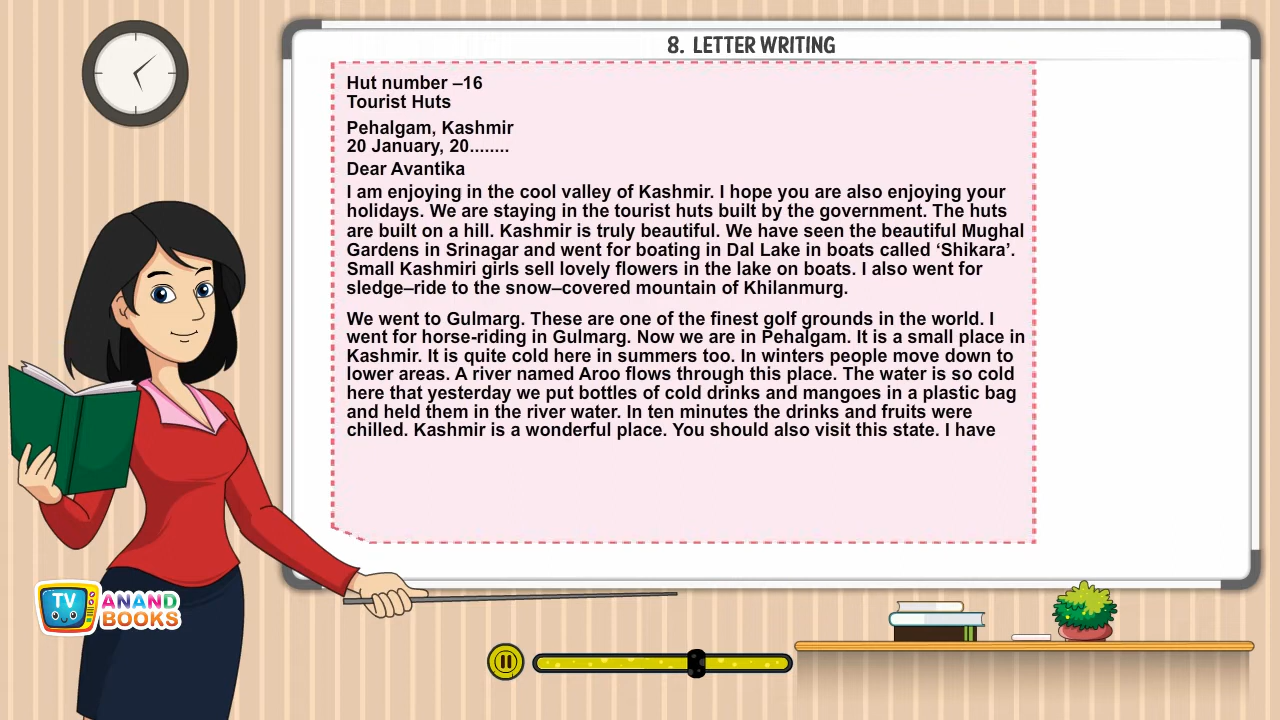 8. LETTER WRITING
Hut number –16
Tourist Huts
Pehalgam, Kashmir
20 January, 20........
Dear Avantika
I am enjoying in the cool valley of Kashmir. I hope you are also enjoying your
holidays. We are staying in the tourist huts built by the government. The huts
are built on a hill. Kashmir is truly beautiful. We have seen the beautiful Mughal
Gardens in Srinagar and went for boating in Dal Lake in boats called ‘Shikara’.
Small Kashmiri girls sell lovely flowers in the lake on boats. I also went for
sledge–ride to the snow–covered mountain of Khilanmurg.
We went to Gulmarg. These are one of the finest golf grounds in the world. I
went for horse-riding in Gulmarg. Now we are in Pehalgam. It is a small place in
Kashmir. It is quite cold here in summers too. In winters people move down to
lower areas. A river named Aroo flows through this place. The water is so cold
here that yesterday we put bottles of cold drinks and mangoes in a plastic bag
and held them in the river water. In ten minutes the drinks and fruits were
chilled. Kashmir is a wonderful place. You should also visit this state. I have
TV
ANAND
BOOKS